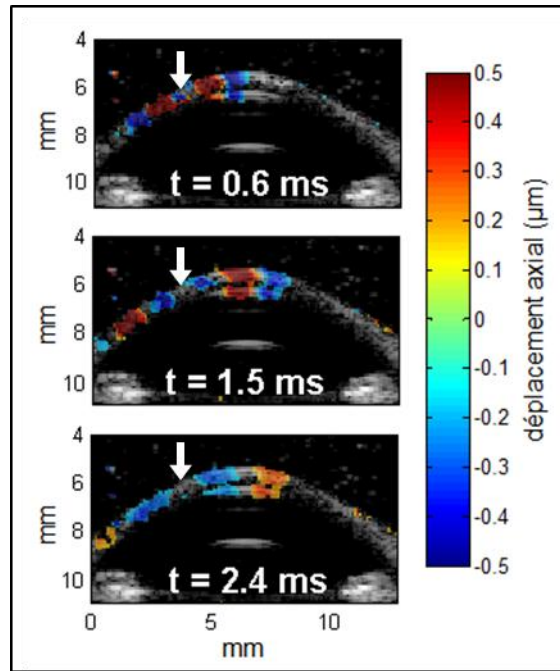 4
6
8
10
mm
t = 0.6 ms
4
6
8
10
mm
t = 1.5 ms
4
6
8
10
mm
t = 2.4 ms
0 5 10
mm
0.5
0.4
0.3
0.2
0.1
0
-0.1
-0.2
-0.3
-0.4
-0.5
déplacement axial (μm)